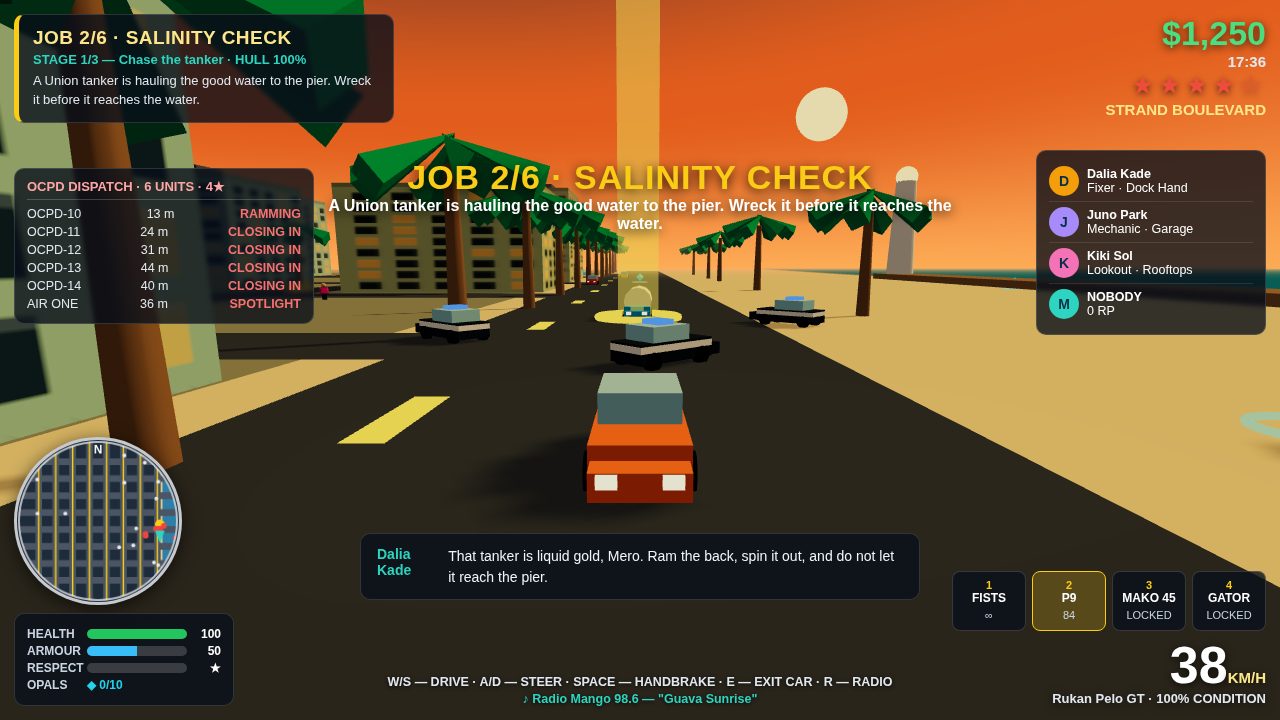 JOB 2/6 · SALINITY CHECK
STAGE 1/3 — Chase the tanker · HULL 100%
A Union tanker is hauling the good water to the pier. Wreck
it before it reaches the water.
$1,250
17:36
★ ★ ★ ★ ☆
STRAND BOULEVARD
OCPD DISPATCH · 6 UNITS · 4★
OCPD-10 13 m RAMMING
OCPD-11 24 m CLOSING IN
OCPD-12 31 m CLOSING IN
OCPD-13 44 m CLOSING IN
OCPD-14 40 m CLOSING IN
AIR ONE 36 m SPOTLIGHT
JOB 2/6 · SALINITY CHECK
A Union tanker is hauling the good water to the pier. Wreck it before it reaches the
water.
D
Dalia Kade
Fixer · Dock Hand
J
Juno Park
Mechanic · Garage
K
Kiki Sol
Lookout · Rooftops
M
NOBODY
0 RP
N
Dalia
Kade
That tanker is liquid gold, Mero. Ram the back, spin it out, and do not let
it reach the pier.
HEALTH 100
ARMOUR 50
RESPECT ★
OPALS ◆ 0/10
1
FISTS
∞
2
P9
84
3
MAKO 45
LOCKED
4
GATOR
LOCKED
38 KM/H
Rukan Pelo GT · 100% CONDITION
W/S — DRIVE · A/D — STEER · SPACE — HANDBRAKE · E — EXIT CAR · R — RADIO
♪ Radio Mango 98.6 — "Guava Sunrise"